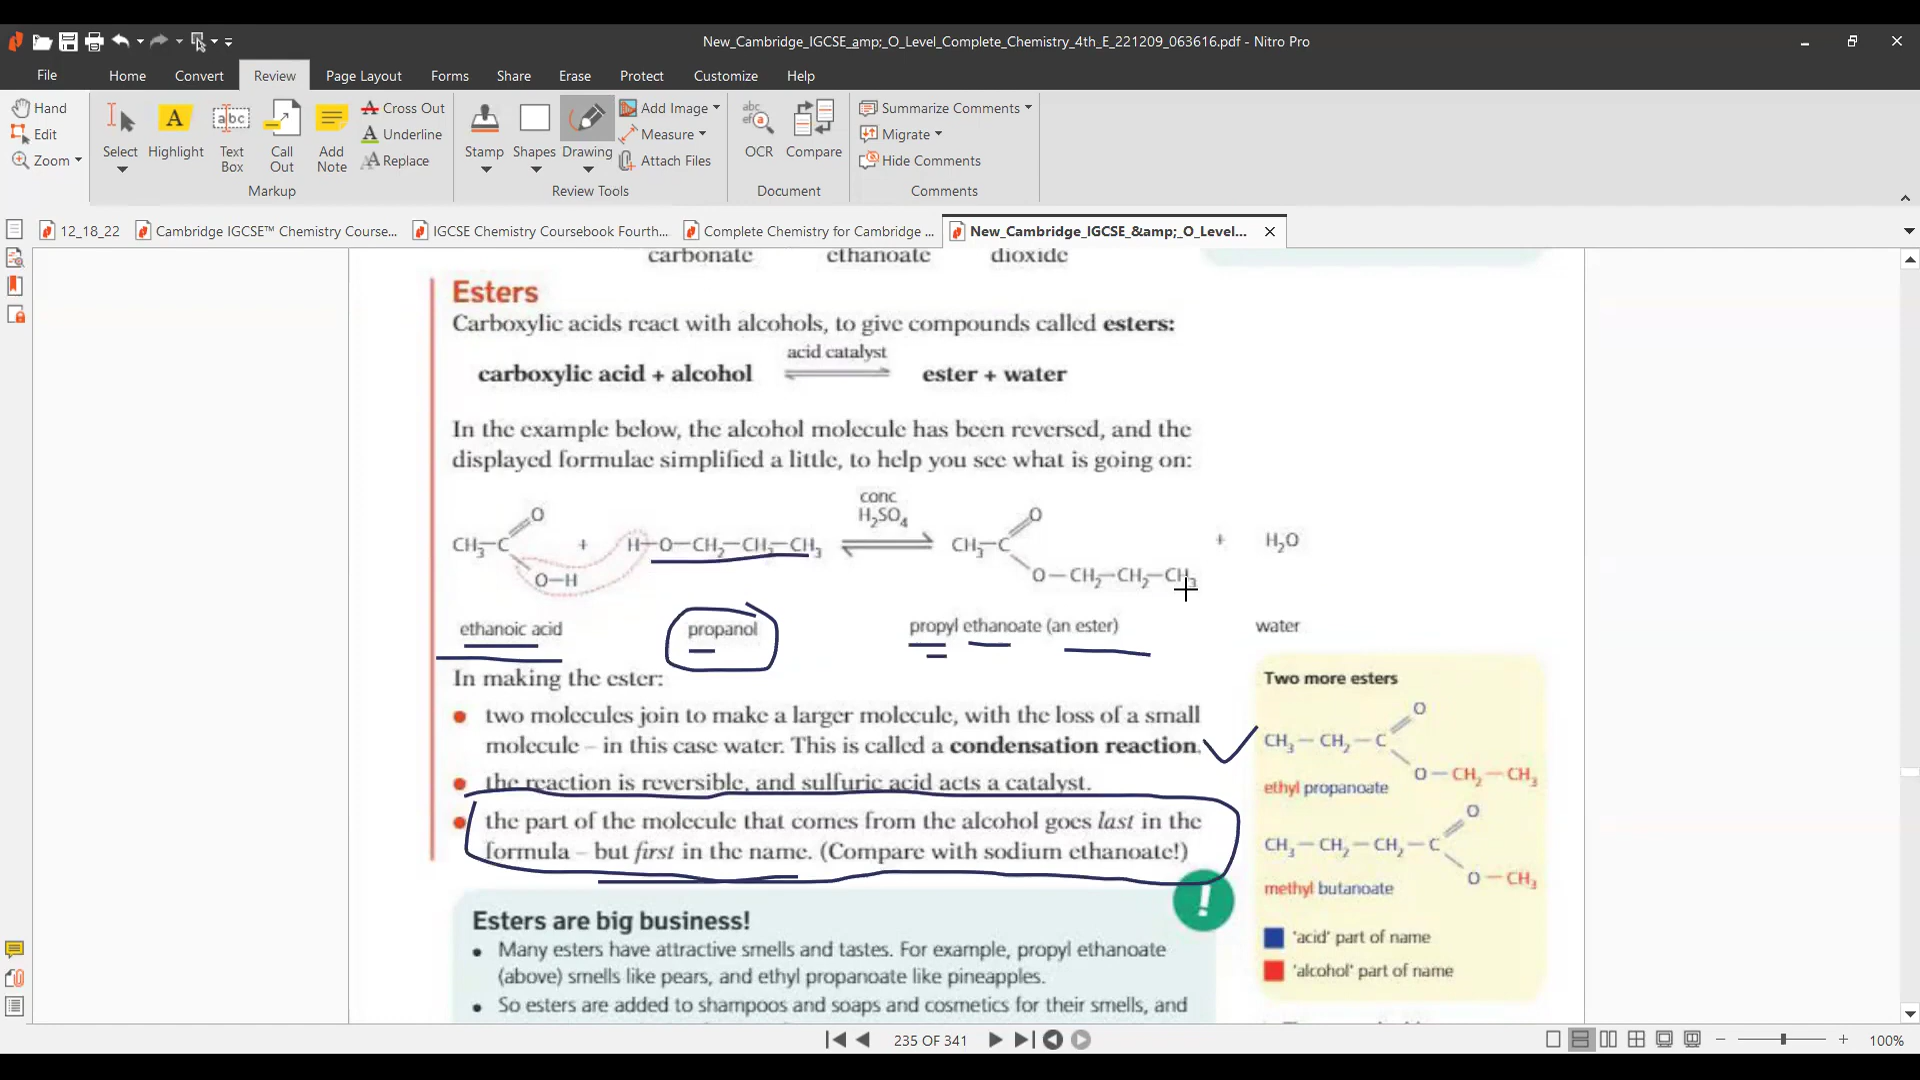 New_Cambridge_IGCSE_amp;_O_Level_Complete_Chemistry_4th_E_221209_063616.pdf - Nitro Pro
File Home Convert Review Page Layout Forms Share Erase Protect Customize Help
Hand
Edit
Zoom
Select Highlight Text Box Call Out Add Note
Cross Out
Underline
Replace
Markup
Stamp Shapes Drawing
Add Image
Measure
Attach Files
Review Tools
OCR Compare
Document
Summarize Comments
Migrate
Hide Comments
Comments
12_18_22
Cambridge IGCSE™ Chemistry Course...
IGCSE Chemistry Coursebook Fourth...
Complete Chemistry for Cambridge ...
New_Cambridge_IGCSE_&amp;_O_Level...
carbonate ethanoate dioxide
Esters
Carboxylic acids react with alcohols, to give compounds called esters:
acid catalyst
carboxylic acid + alcohol ⇌ ester + water
In the example below, the alcohol molecule has been reversed, and the
displayed formulae simplified a little, to help you see what is going on:
conc
H₂SO₄
O O
CH₃—C + H—O—CH₂—CH₂—CH₃ ⇌ CH₃—C + H₂O
O—H O—CH₂—CH₂—CH₃
ethanoic acid propanol propyl ethanoate (an ester) water
In making the ester:
two molecules join to make a larger molecule, with the loss of a small
molecule – in this case water. This is called a condensation reaction.
the reaction is reversible, and sulfuric acid acts a catalyst.
the part of the molecule that comes from the alcohol goes last in the
formula – but first in the name. (Compare with sodium ethanoate!)
Two more esters
O
CH₃ — CH₂ — C
O — CH₂ — CH₃
ethyl propanoate
O
CH₃ — CH₂ — CH₂ — C
O — CH₃
methyl butanoate
'acid' part of name
'alcohol' part of name
!
Esters are big business!
• Many esters have attractive smells and tastes. For example, propyl ethanoate
(above) smells like pears, and ethyl propanoate like pineapples.
• So esters are added to shampoos and soaps and cosmetics for their smells, and
235 OF 341
100%